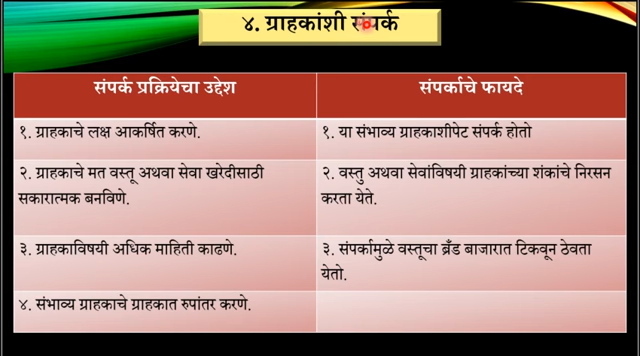 ४. ग्राहकांशी संपर्क
संपर्क प्रक्रियेचा उद्देश
संपर्काचे फायदे
१. ग्राहकाचे लक्ष आकर्षित करणे.
१. या संभाव्य ग्राहकाशीपेट संपर्क होतो
२. ग्राहकाचे मत वस्तू अथवा सेवा खरेदीसाठी
सकारात्मक बनविणे.
२. वस्तु अथवा सेवांविषयी ग्राहकांच्या शंकांचे निरसन
करता येते.
३. ग्राहकाविषयी अधिक माहिती काढणे.
३. संपर्कामुळे वस्तूचा ब्रँड बाजारात टिकवून ठेवता
येतो.
४. संभाव्य ग्राहकाचे ग्राहकात रुपांतर करणे.